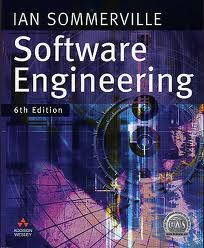 IAN SOMMERVILLE
Software
Engineering
6th Edition
ADDISON
WESLEY